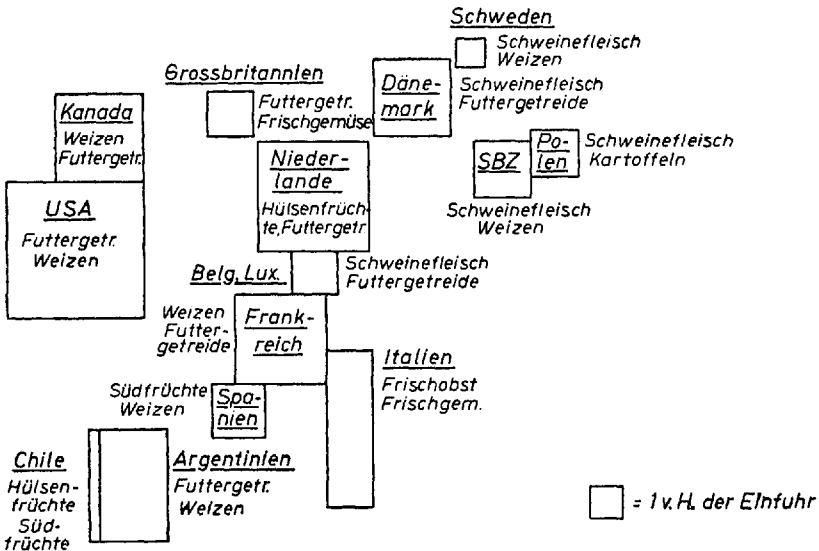 Schweden
Schweinefleisch
Weizen
Grossbritannien
Futtergetr.
Frischgemüse
Däne-
mark
Schweinefleisch
Futtergetreide
Kanada
Weizen
Futtergetr.
USA
Futtergetr.
Weizen
Nieder-
lande
Hülsenfrüch-
te, Futtergetr.
SBZ
Schweinefleisch
Weizen
Po-
len
Schweinefleisch
Kartoffeln
Belg., Lux.
Schweinefleisch
Futtergetreide
Weizen
Futter-
getreide
Frank-
reich
Italien
Frischobst
Frischgem.
Südfrüchte
Weizen
Spa-
nien
Chile
Hülsen-
früchte
Süd-
früchte
Argentinien
Futtergetr.
Weizen
= 1 v. H. der Einfuhr